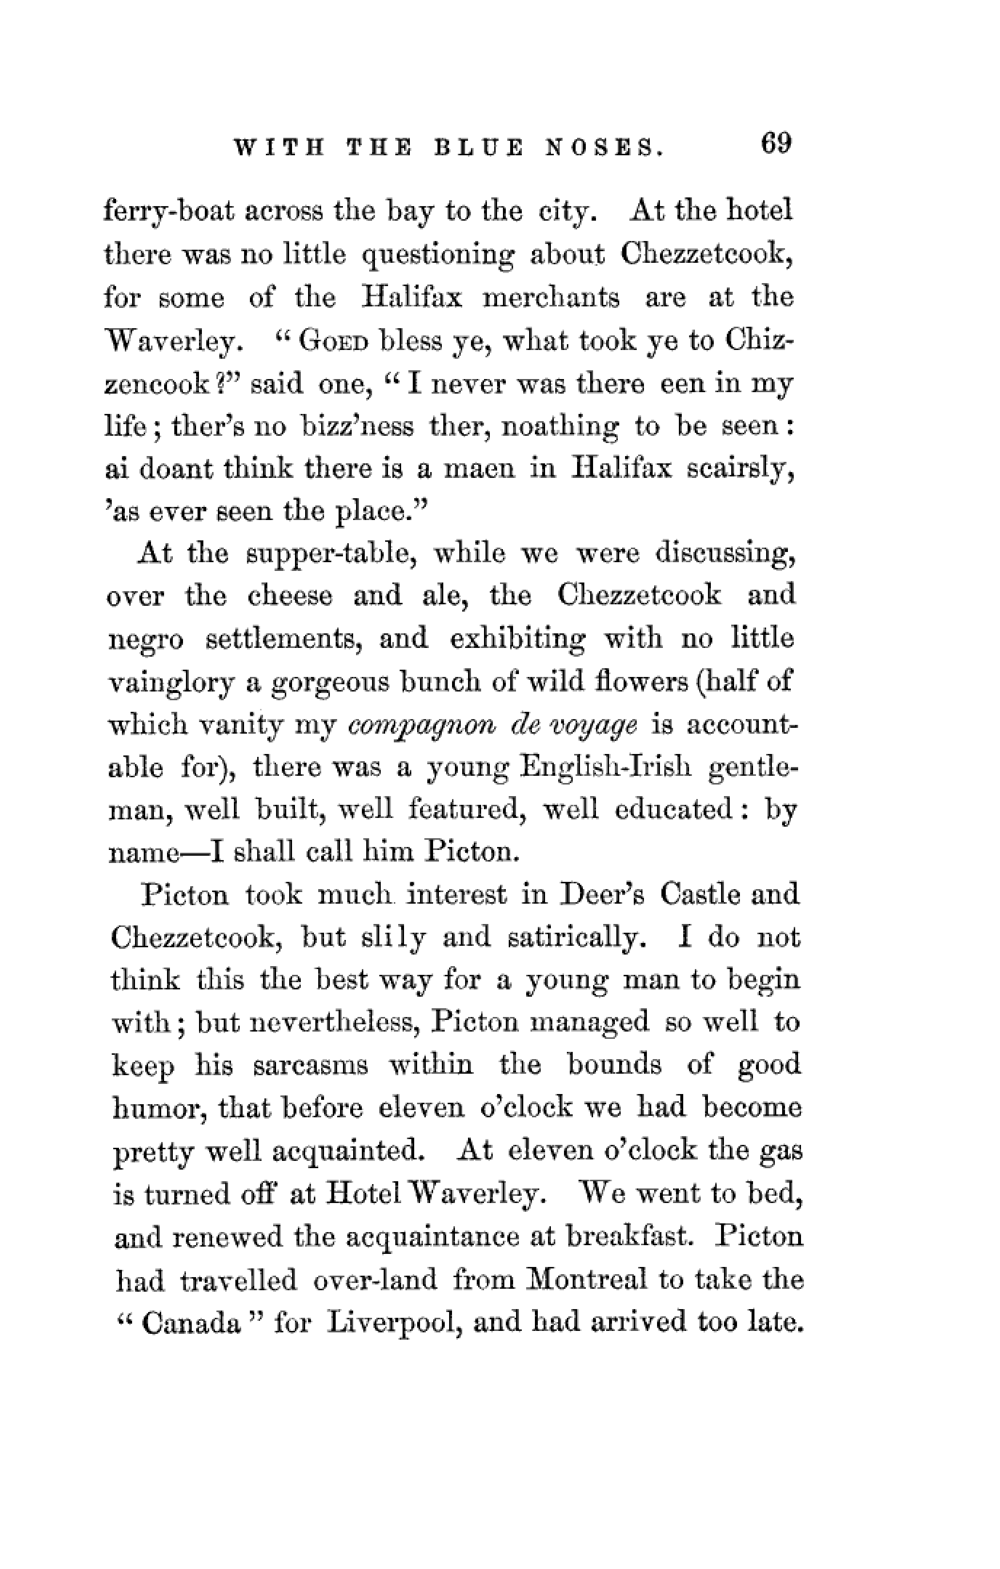 WITH THE BLUE NOSES. 69
ferry-boat across the bay to the city. At the hotel
there was no little questioning about Chezzetcook,
for some of the Halifax merchants are at the
Waverley. “ GOED bless ye, what took ye to Chiz-
zencook?” said one, “ I never was there een in my
life; ther’s no bizz’ness ther, noathing to be seen:
ai doant think there is a maen in Halifax scairsly,
’as ever seen the place.”
At the supper-table, while we were discussing,
over the cheese and ale, the Chezzetcook and
negro settlements, and exhibiting with no little
vainglory a gorgeous bunch of wild flowers (half of
which vanity my compagnon de voyage is account-
able for), there was a young English-Irish gentle-
man, well built, well featured, well educated: by
name—I shall call him Picton.
Picton took much interest in Deer’s Castle and
Chezzetcook, but slily and satirically. I do not
think this the best way for a young man to begin
with; but nevertheless, Picton managed so well to
keep his sarcasms within the bounds of good
humor, that before eleven o’clock we had become
pretty well acquainted. At eleven o’clock the gas
is turned off at Hotel Waverley. We went to bed,
and renewed the acquaintance at breakfast. Picton
had travelled over-land from Montreal to take the
“ Canada ” for Liverpool, and had arrived too late.